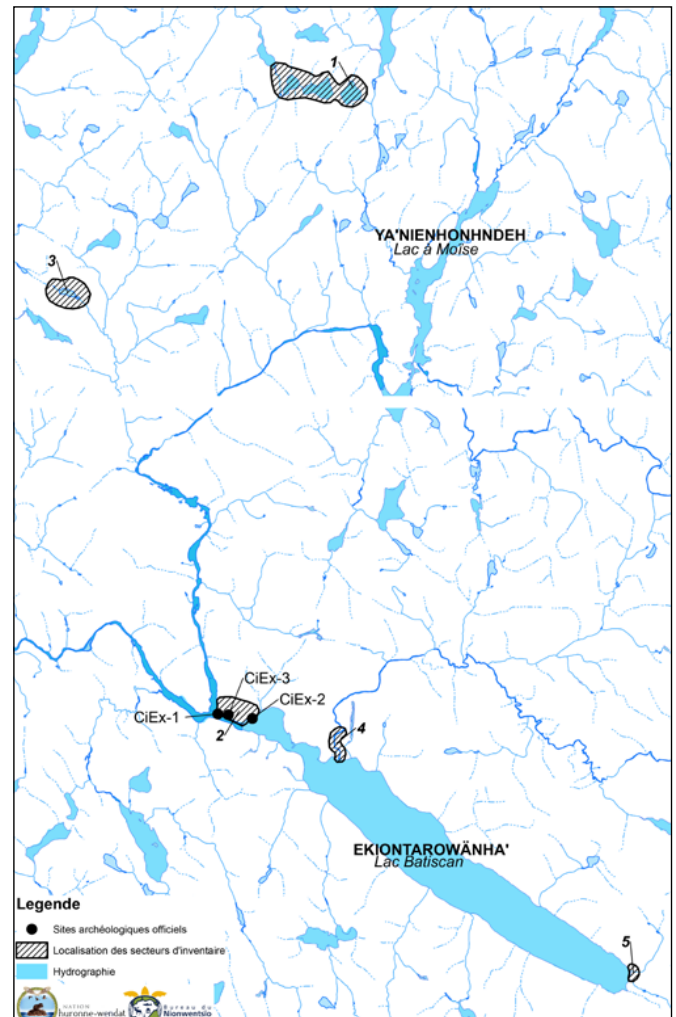 1
YA'NIENHONHNDEH
Lac à Moïse
3
CiEx-3
CiEx-2
CiEx-1
2
4
EKIONTAROWÄNHA'
Lac Batiscan
5
Legende
Sites archéologiques officiels
Localisation des secteurs d'inventaire
Hydrographie
NATION
huronne-wendat
Bureau du
Nionwentsïo